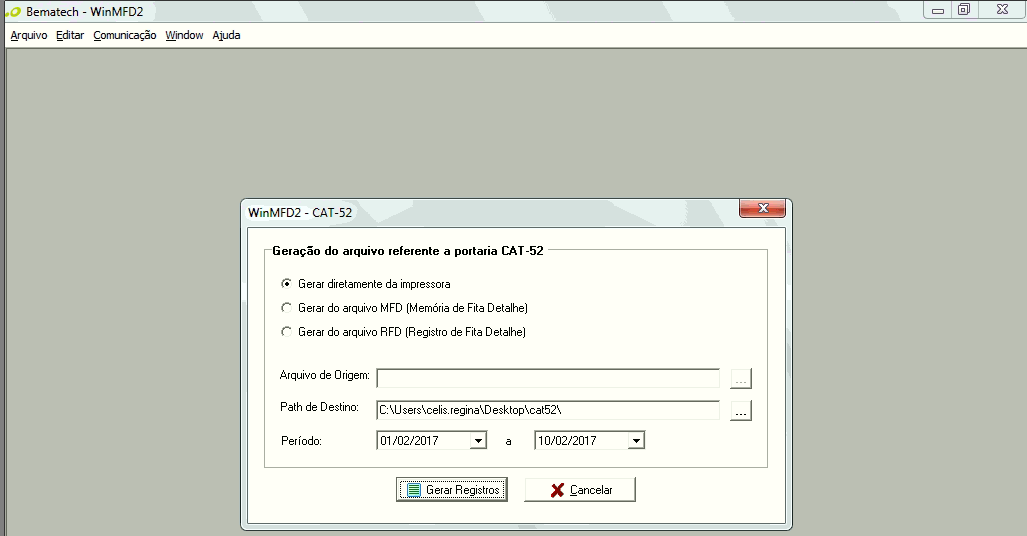 Bematech - WinMFD2
Arquivo Editar Comunicação Window Ajuda
WinMFD2 - CAT-52
Geração do arquivo referente a portaria CAT-52
Gerar diretamente da impressora
Gerar do arquivo MFD (Memória de Fita Detalhe)
Gerar do arquivo RFD (Registro de Fita Detalhe)
Arquivo de Origem: ...
Path de Destino: C:\Users\celis.regina\Desktop\cat52\ ...
Período: 01/02/2017 a 10/02/2017
Gerar Registros Cancelar